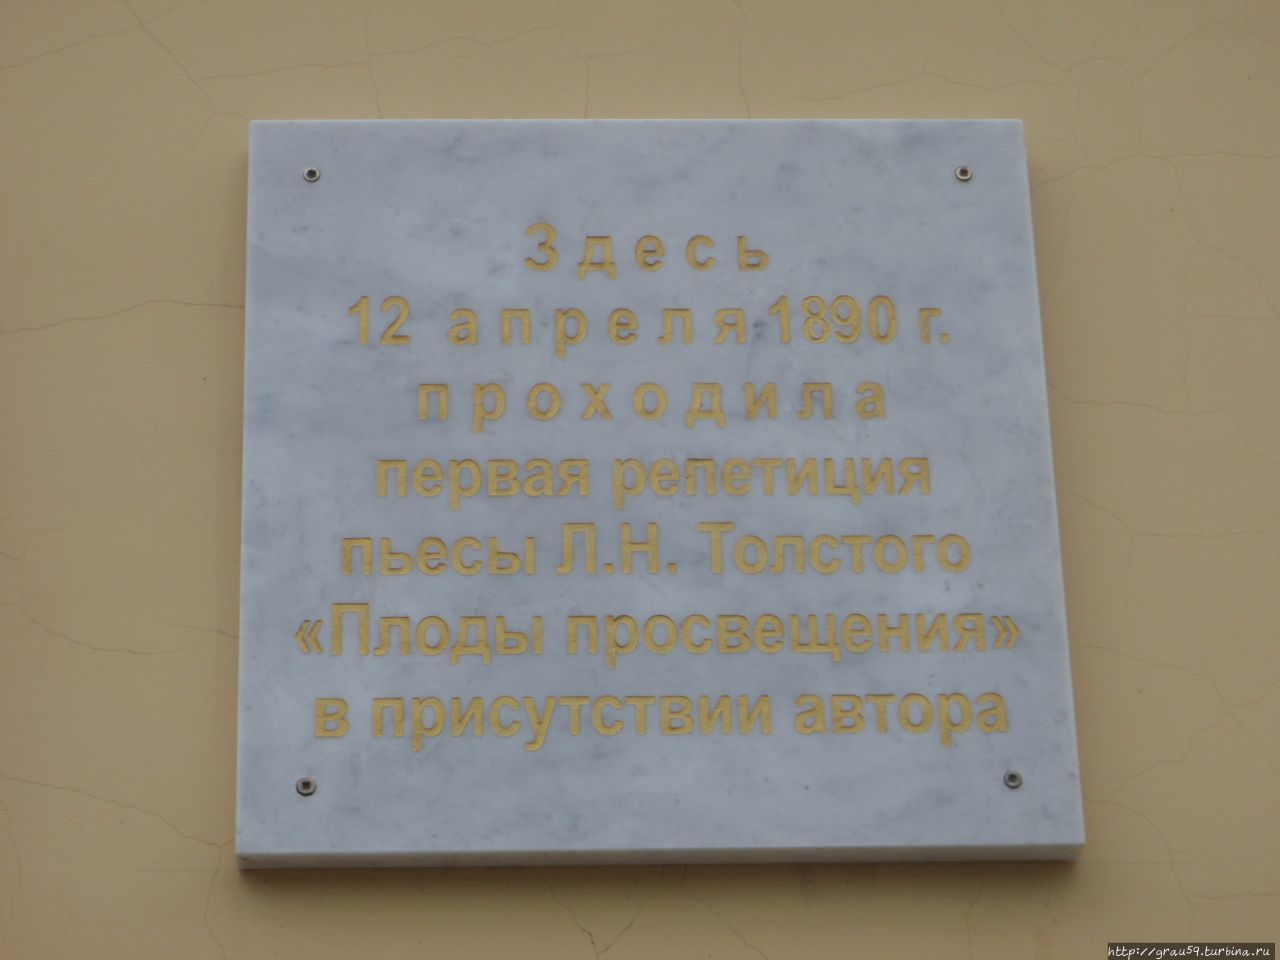 Здесь
12 апреля 1890 г.
проходила
первая репетиция
пьесы Л.Н. Толстого
«Плоды просвещения»
в присутствии автора
http://grau59.turbina.ru